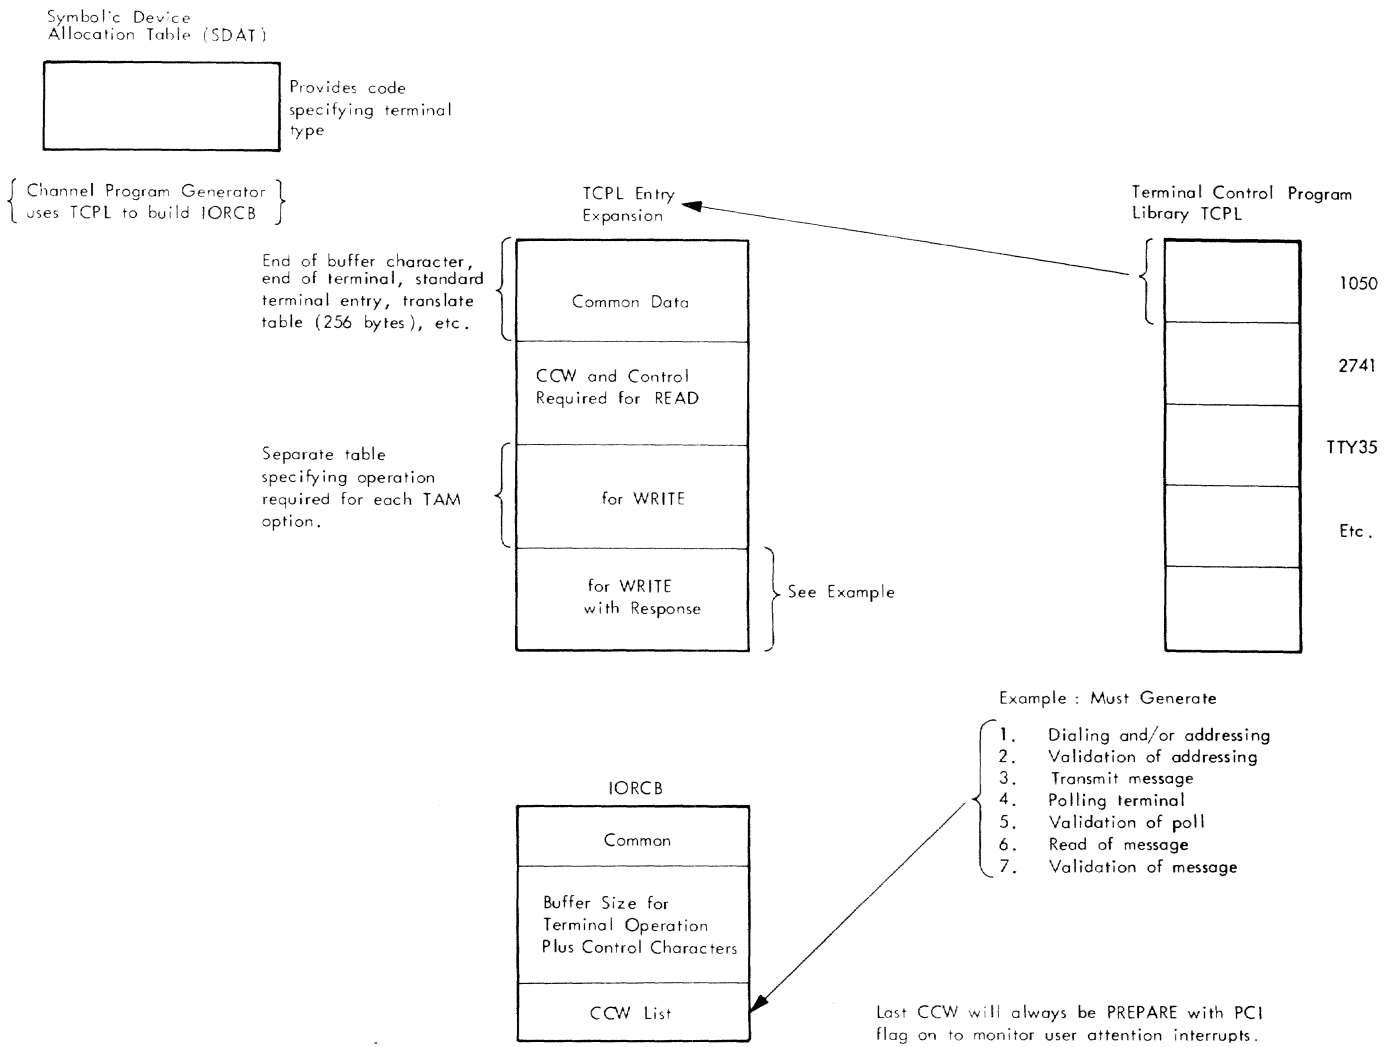 Symbolic Device
Allocation Table (SDAT)
Provides code
specifying terminal
type
Channel Program Generator
uses TCPL to build IORCB
TCPL Entry
Expansion
Terminal Control Program
Library TCPL
End of buffer character,
end of terminal, standard
terminal entry, translate
table (256 bytes), etc.
Common Data
CCW and Control
Required for READ
Separate table
specifying operation
required for each TAM
option.
for WRITE
for WRITE
with Response
See Example
1050
2741
TTY35
Etc.
Example : Must Generate
1. Dialing and/or addressing
2. Validation of addressing
3. Transmit message
4. Polling terminal
5. Validation of poll
6. Read of message
7. Validation of message
IORCB
Common
Buffer Size for
Terminal Operation
Plus Control Characters
CCW List
Last CCW will always be PREPARE with PCI
flag on to monitor user attention interrupts.